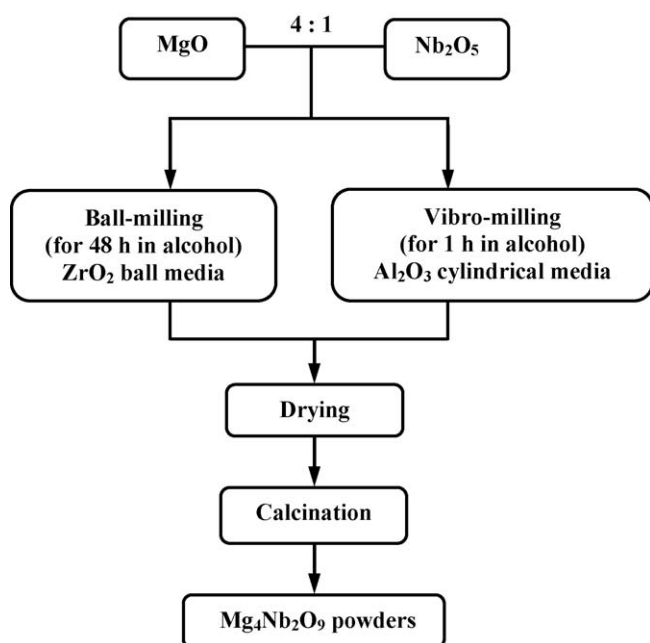 4 : 1
MgO
Nb₂O₅
Ball-milling
(for 48 h in alcohol)
ZrO₂ ball media
Vibro-milling
(for 1 h in alcohol)
Al₂O₃ cylindrical media
Drying
Calcination
Mg₄Nb₂O₉ powders